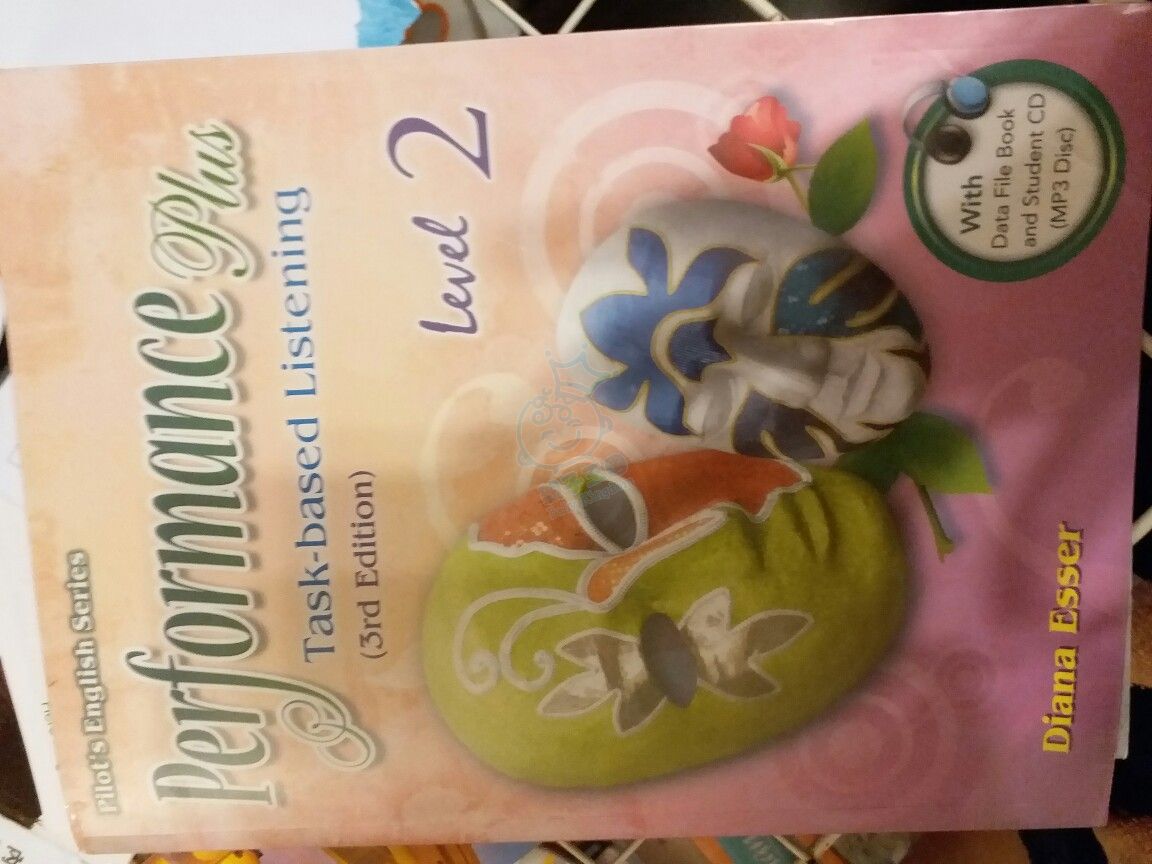 Pilot's English Series
Performance Plus
Task-based Listening
(3rd Edition)
Level 2
With
Data File Book
and Student CD
(MP3 Disc)
Diana Esser